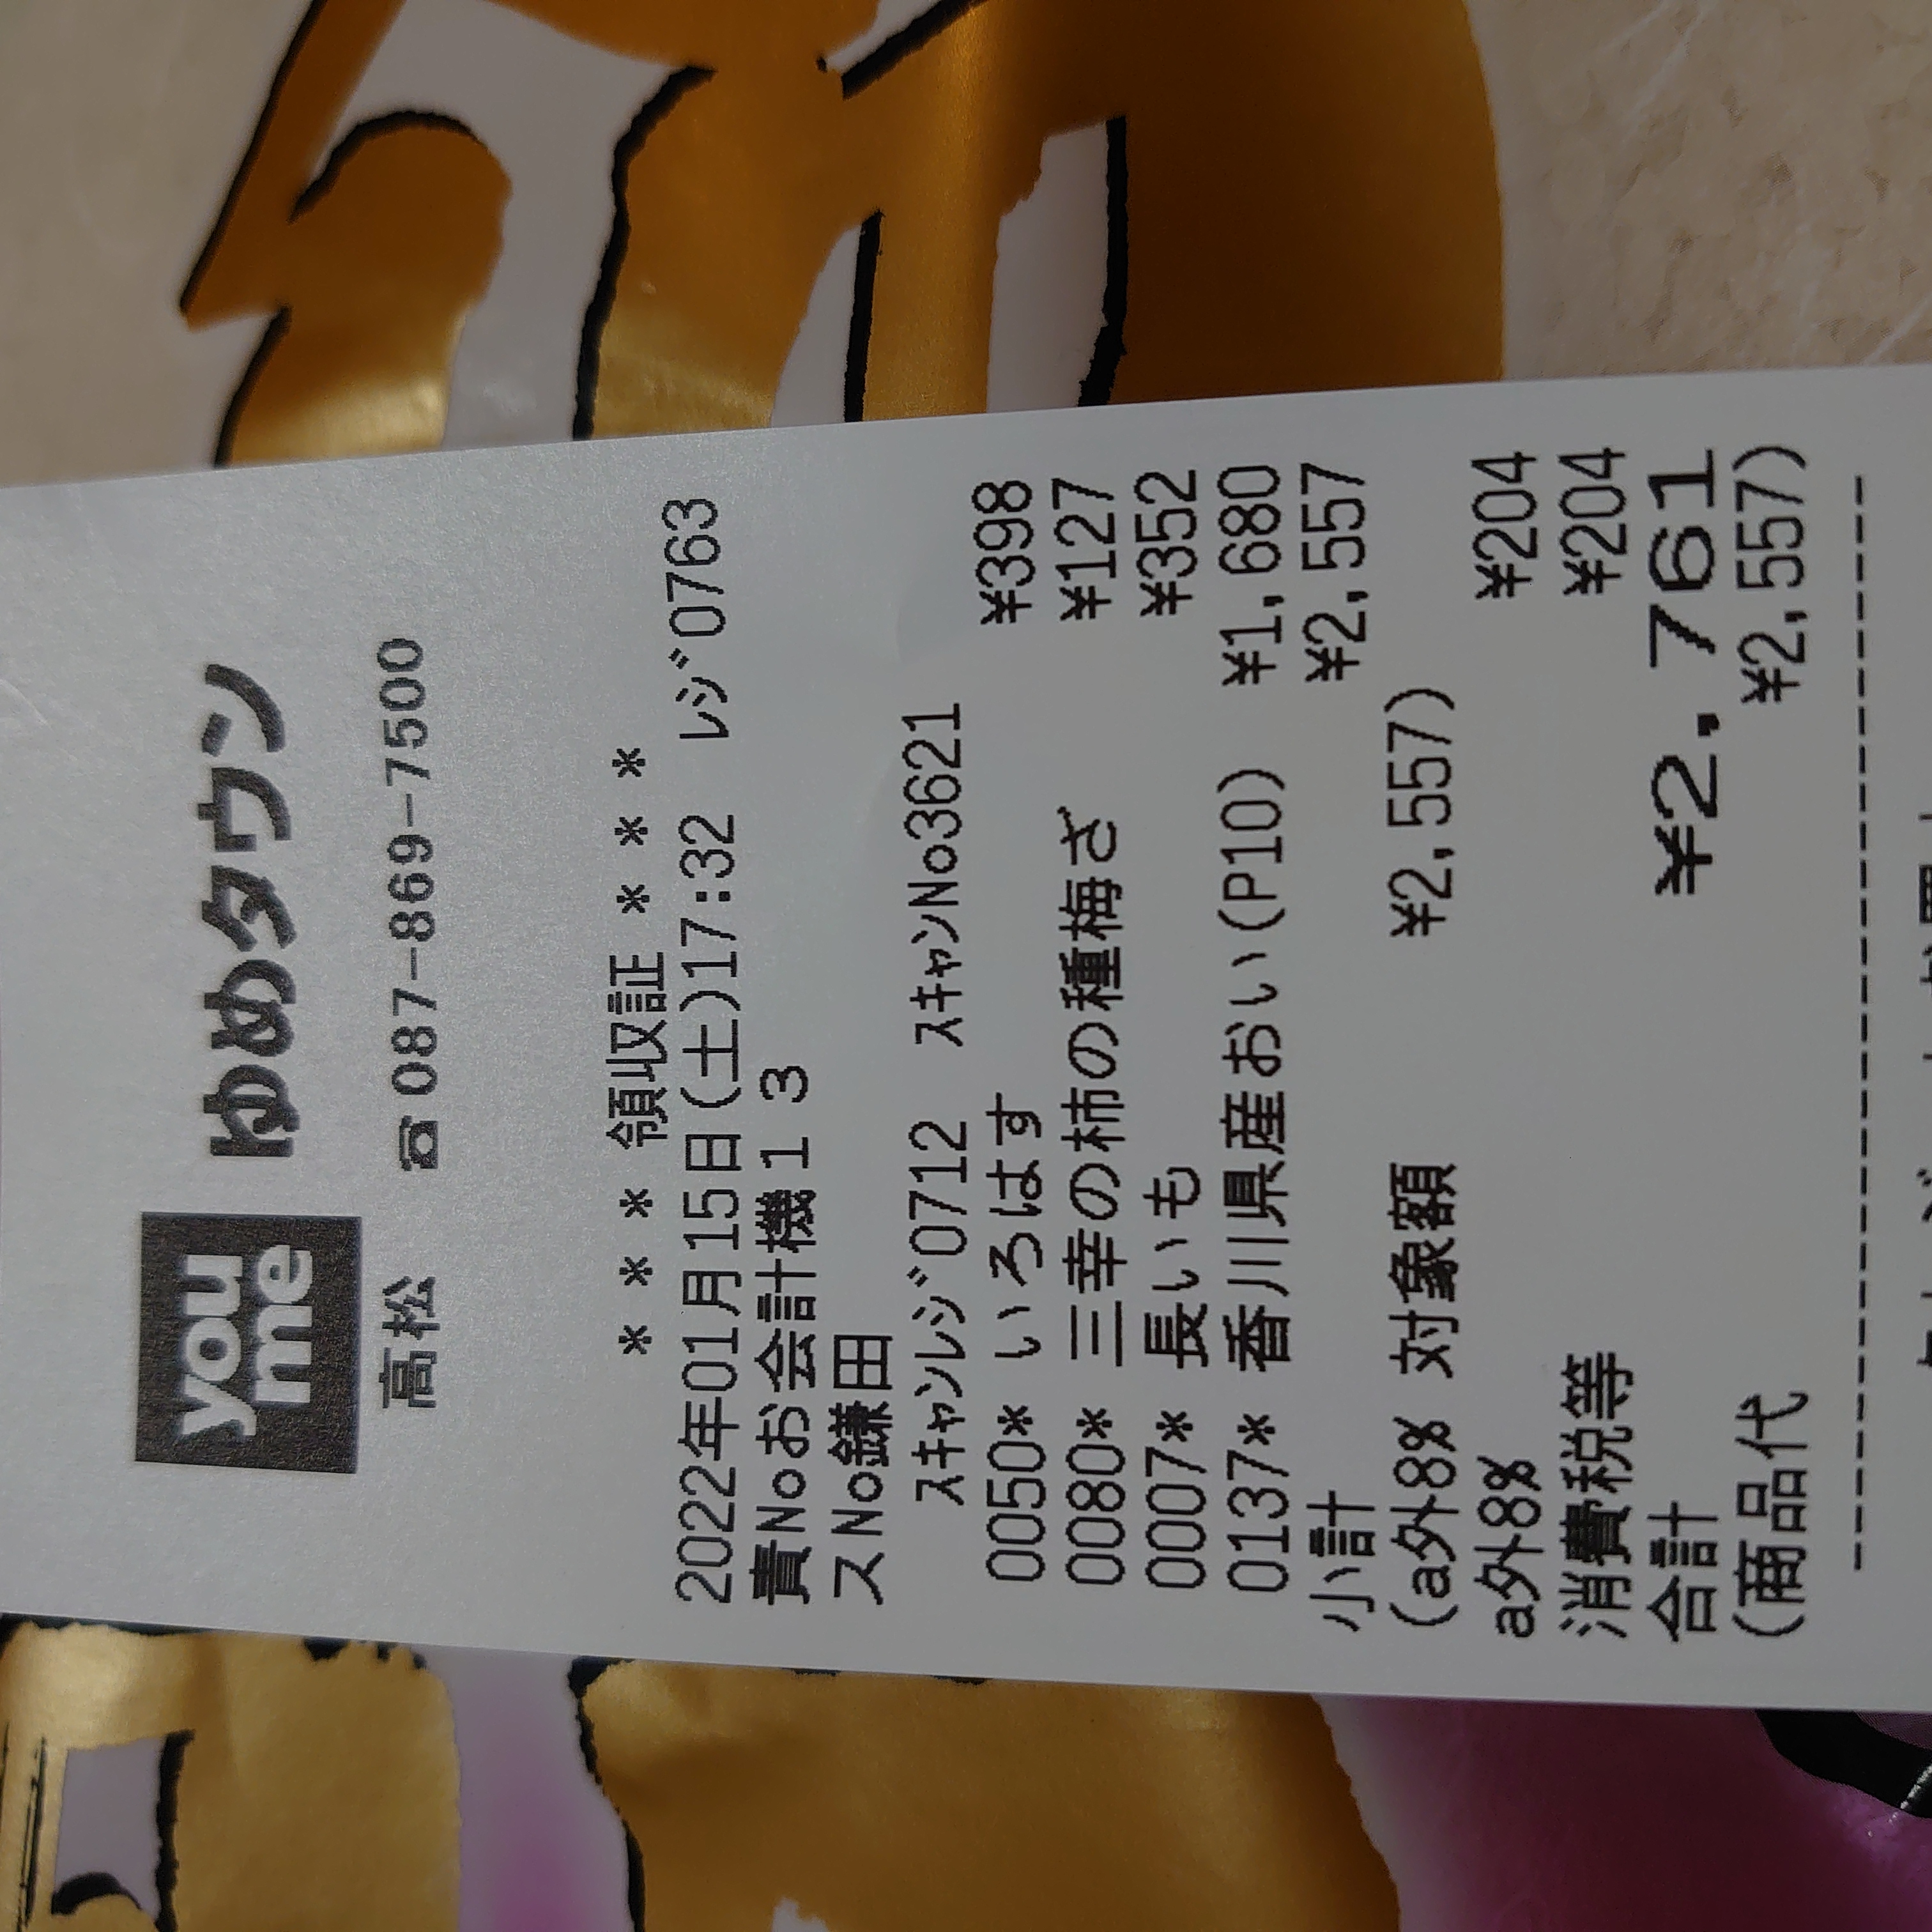 you me ゆめタウン
高松 ☎087-869-7500
* * * 領収証 * * *
2022年01月15日(土)17:32 レジ0763
責Noお会計機13
スNo鎌田
スキャンレジ0712 スキャンNo3621
0050* いろはす ¥398
0080* 三幸の柿の種梅ざ ¥127
0007* 長いも ¥352
0137* 香川県産おい(P10) ¥1,680
小計 ¥2,557
(a外8% 対象額 ¥2,557)
a外8% ¥204
消費税等 ¥204
合計 ¥2,761
(商品代 ¥2,557)